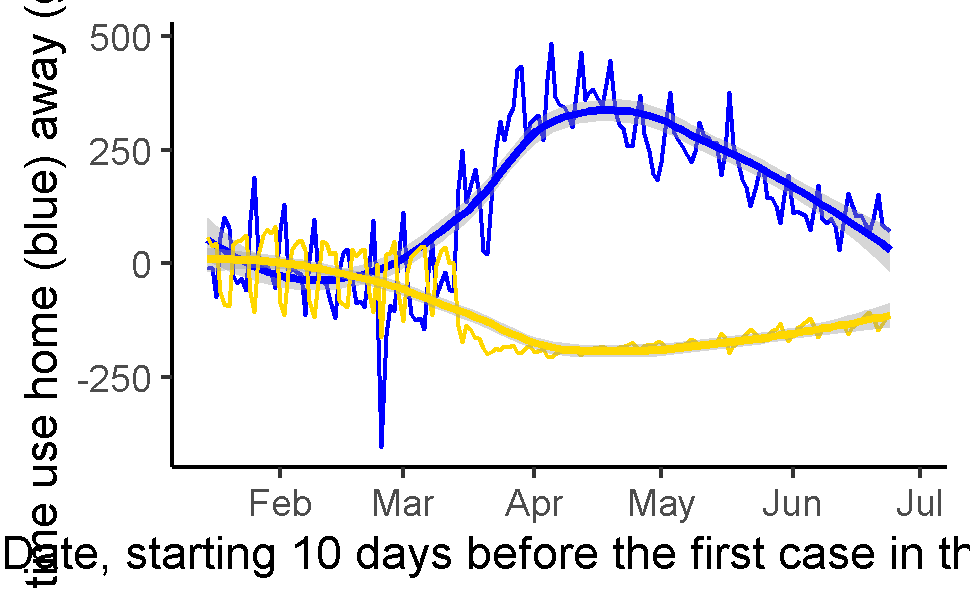 time use home (blue) away (
500
250
0
-250
Feb Mar Apr May Jun Jul
Date, starting 10 days before the first case in th